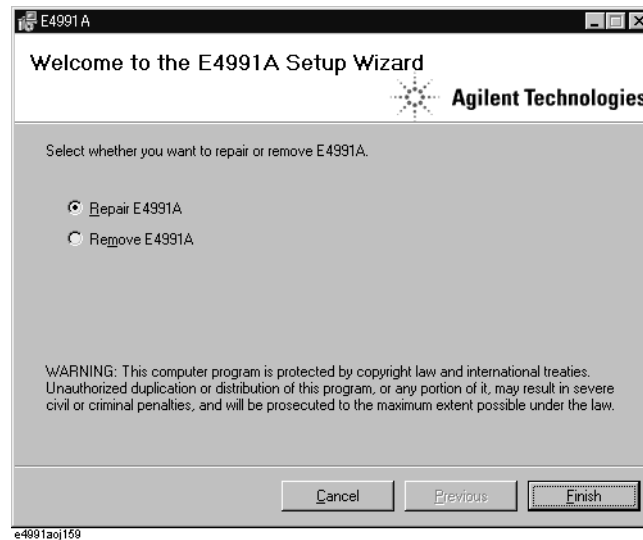 E4991A
Welcome to the E4991A Setup Wizard
Agilent Technologies
Select whether you want to repair or remove E4991A.
Repair E4991A
Remove E4991A
WARNING: This computer program is protected by copyright law and international treaties.
Unauthorized duplication or distribution of this program, or any portion of it, may result in severe
civil or criminal penalties, and will be prosecuted to the maximum extent possible under the law.
Cancel
Previous
Finish
e4991aoj159